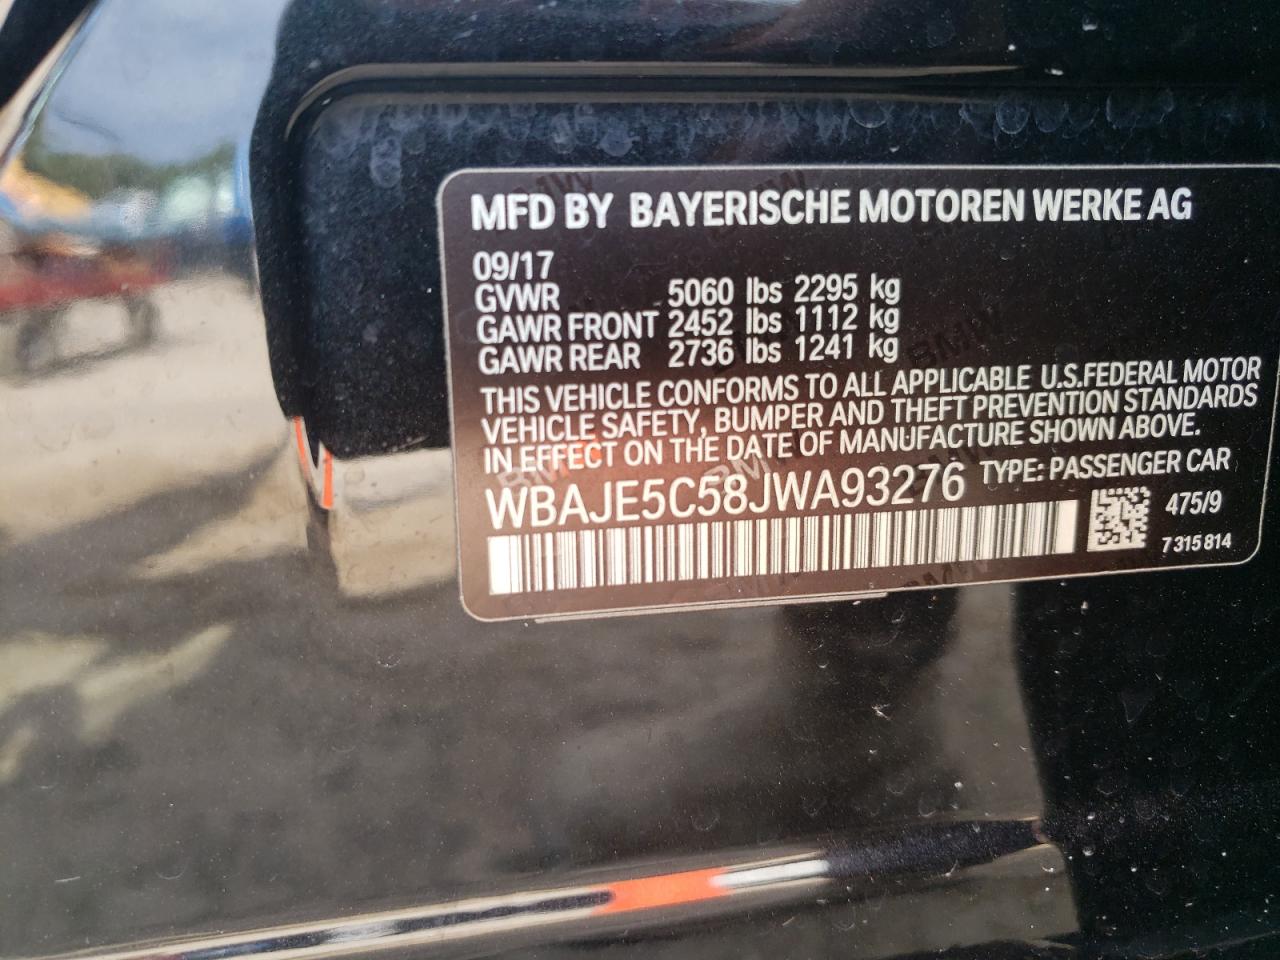 MFD BY BAYERISCHE MOTOREN WERKE AG
09/17
GVWR 5060 lbs 2295 kg
GAWR FRONT 2452 lbs 1112 kg
GAWR REAR 2736 lbs 1241 kg
THIS VEHICLE CONFORMS TO ALL APPLICABLE U.S.FEDERAL MOTOR
VEHICLE SAFETY, BUMPER AND THEFT PREVENTION STANDARDS
IN EFFECT ON THE DATE OF MANUFACTURE SHOWN ABOVE.
WBAJE5C58JWA93276 TYPE: PASSENGER CAR
475/9
7 315 814